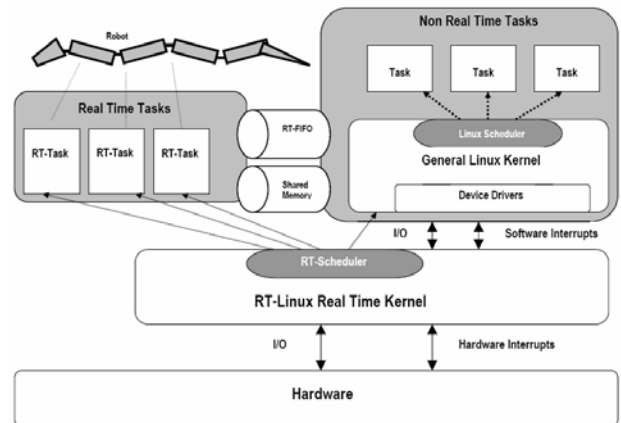 Robot
Non Real Time Tasks
Task Task Task
Real Time Tasks
RT-Task RT-Task RT-Task
RT-FIFO
Shared
Memory
Linux Scheduler
General Linux Kernel
Device Drivers
I/O Software Interrupts
RT-Scheduler
RT-Linux Real Time Kernel
I/O Hardware Interrupts
Hardware